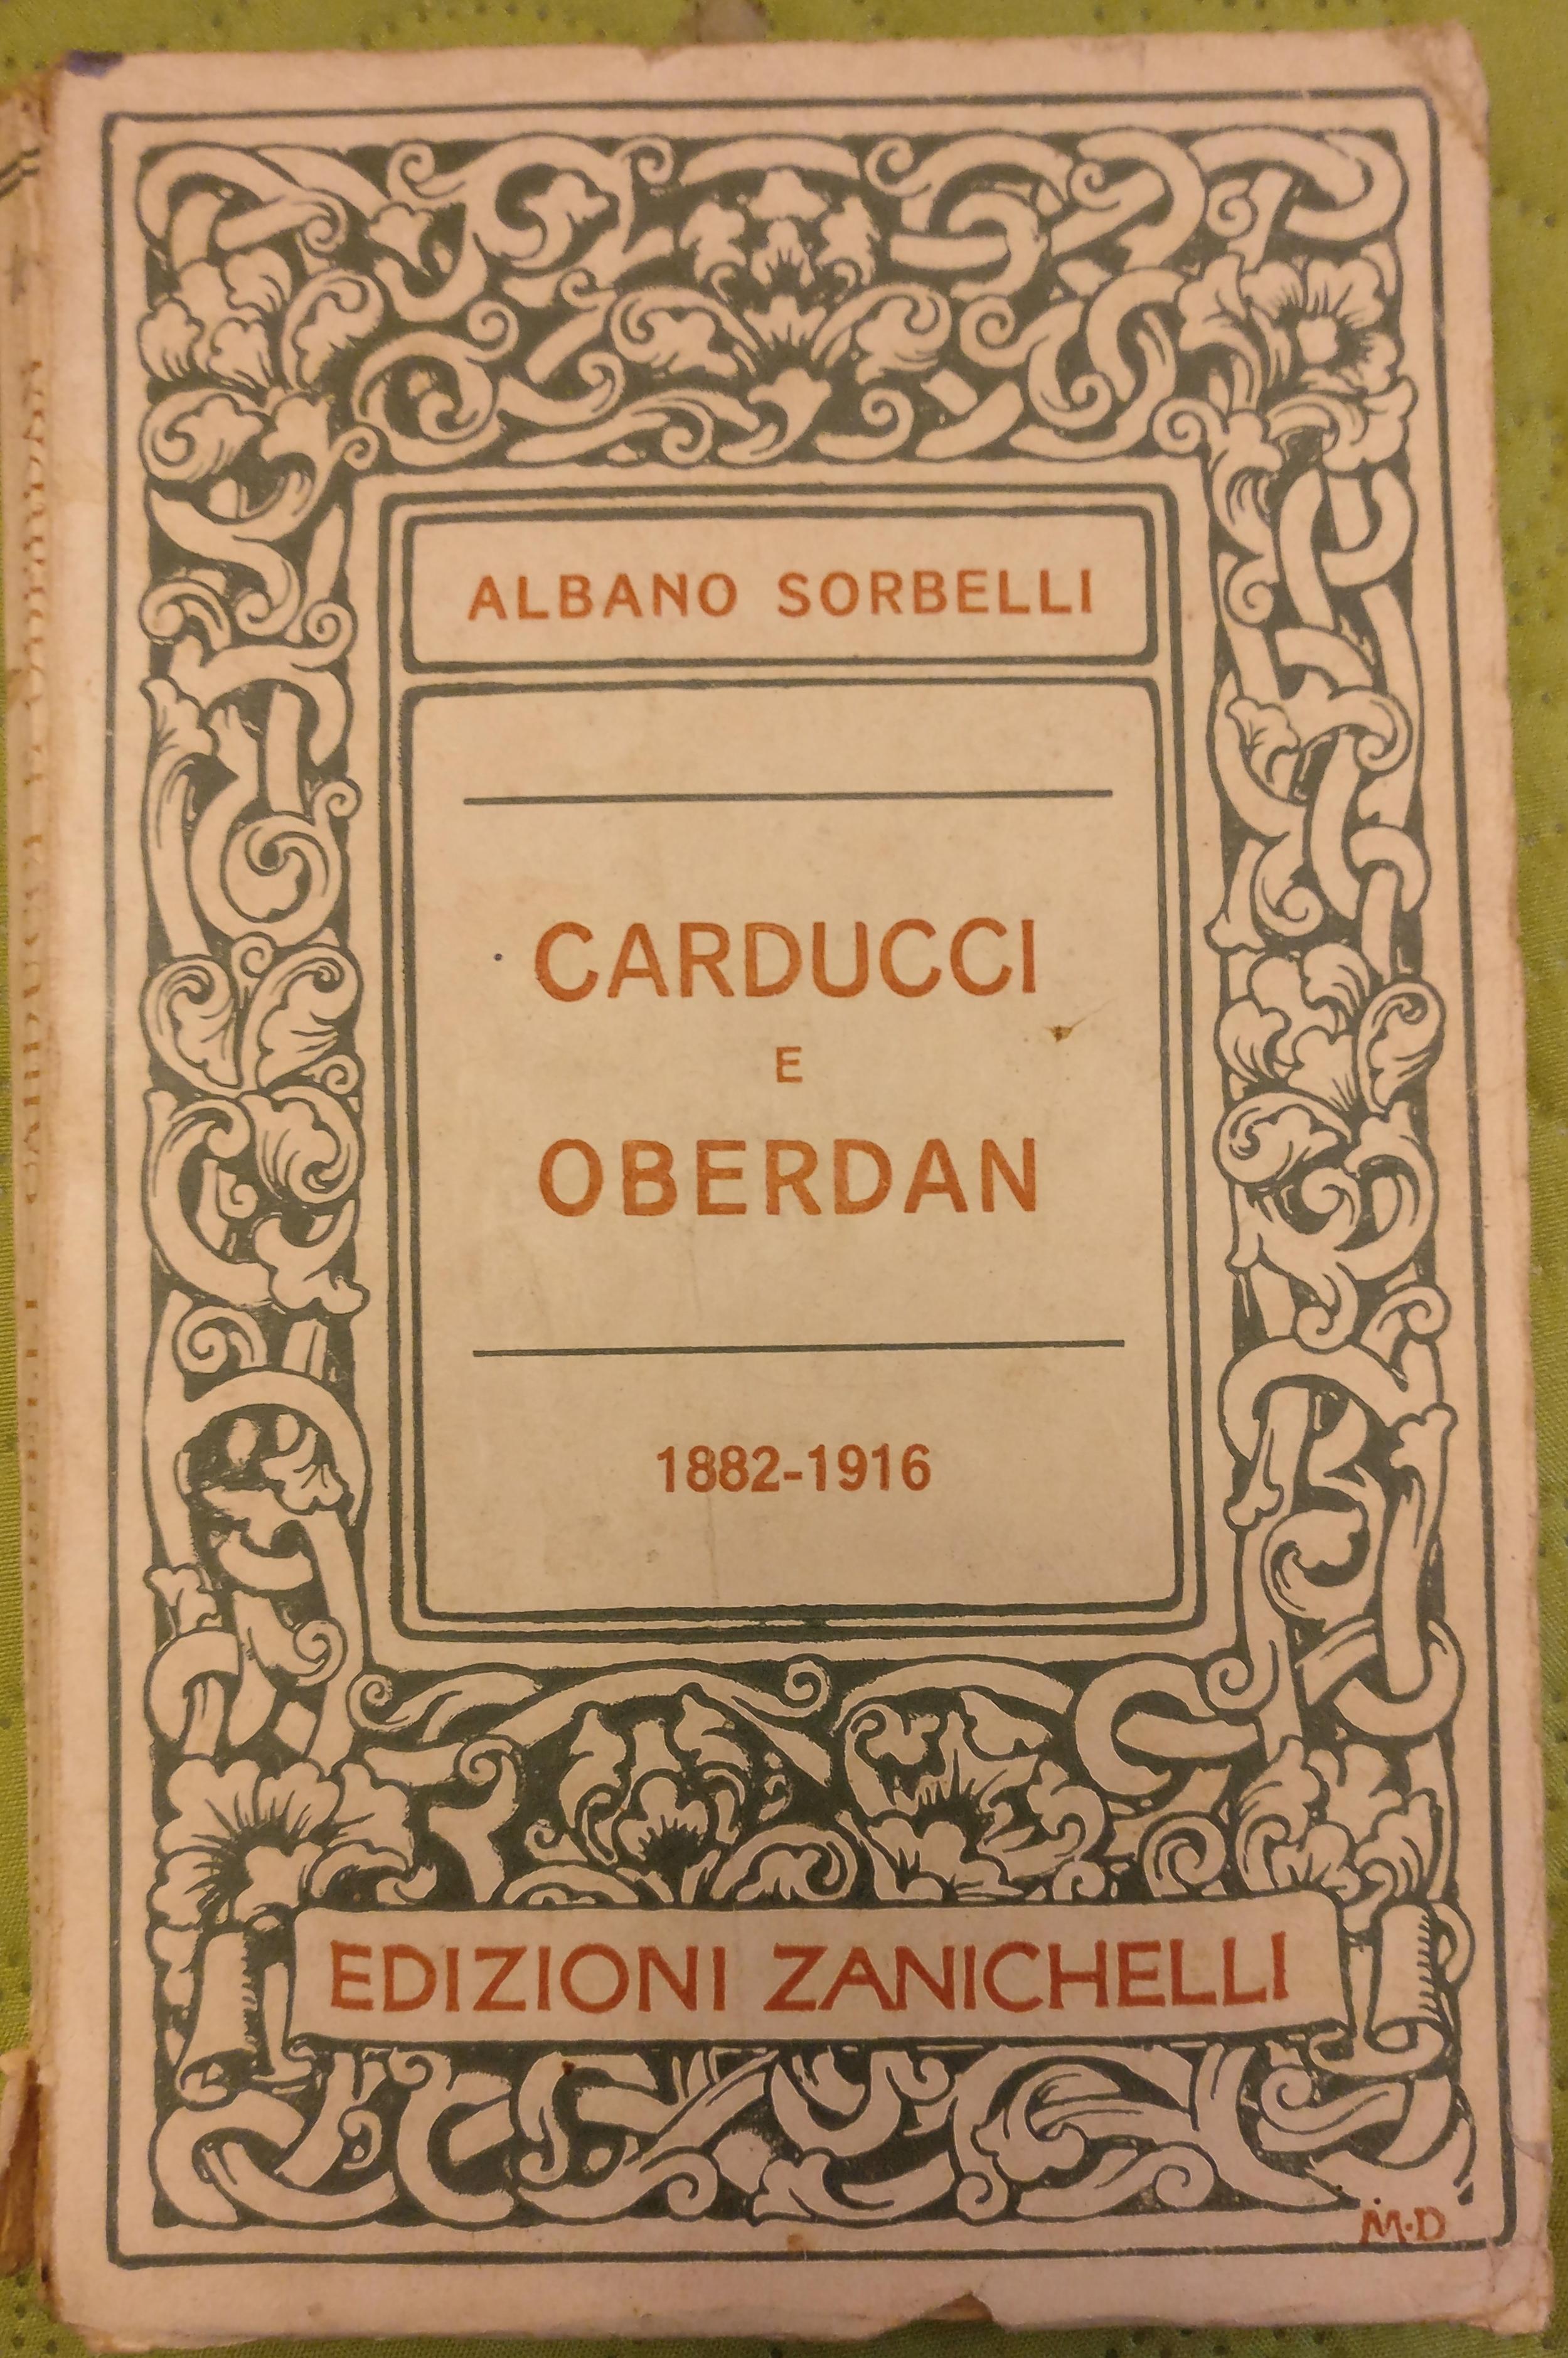 ALBANO SORBELLI
CARDUCCI
E
OBERDAN
1882-1916
EDIZIONI ZANICHELLI
M·D